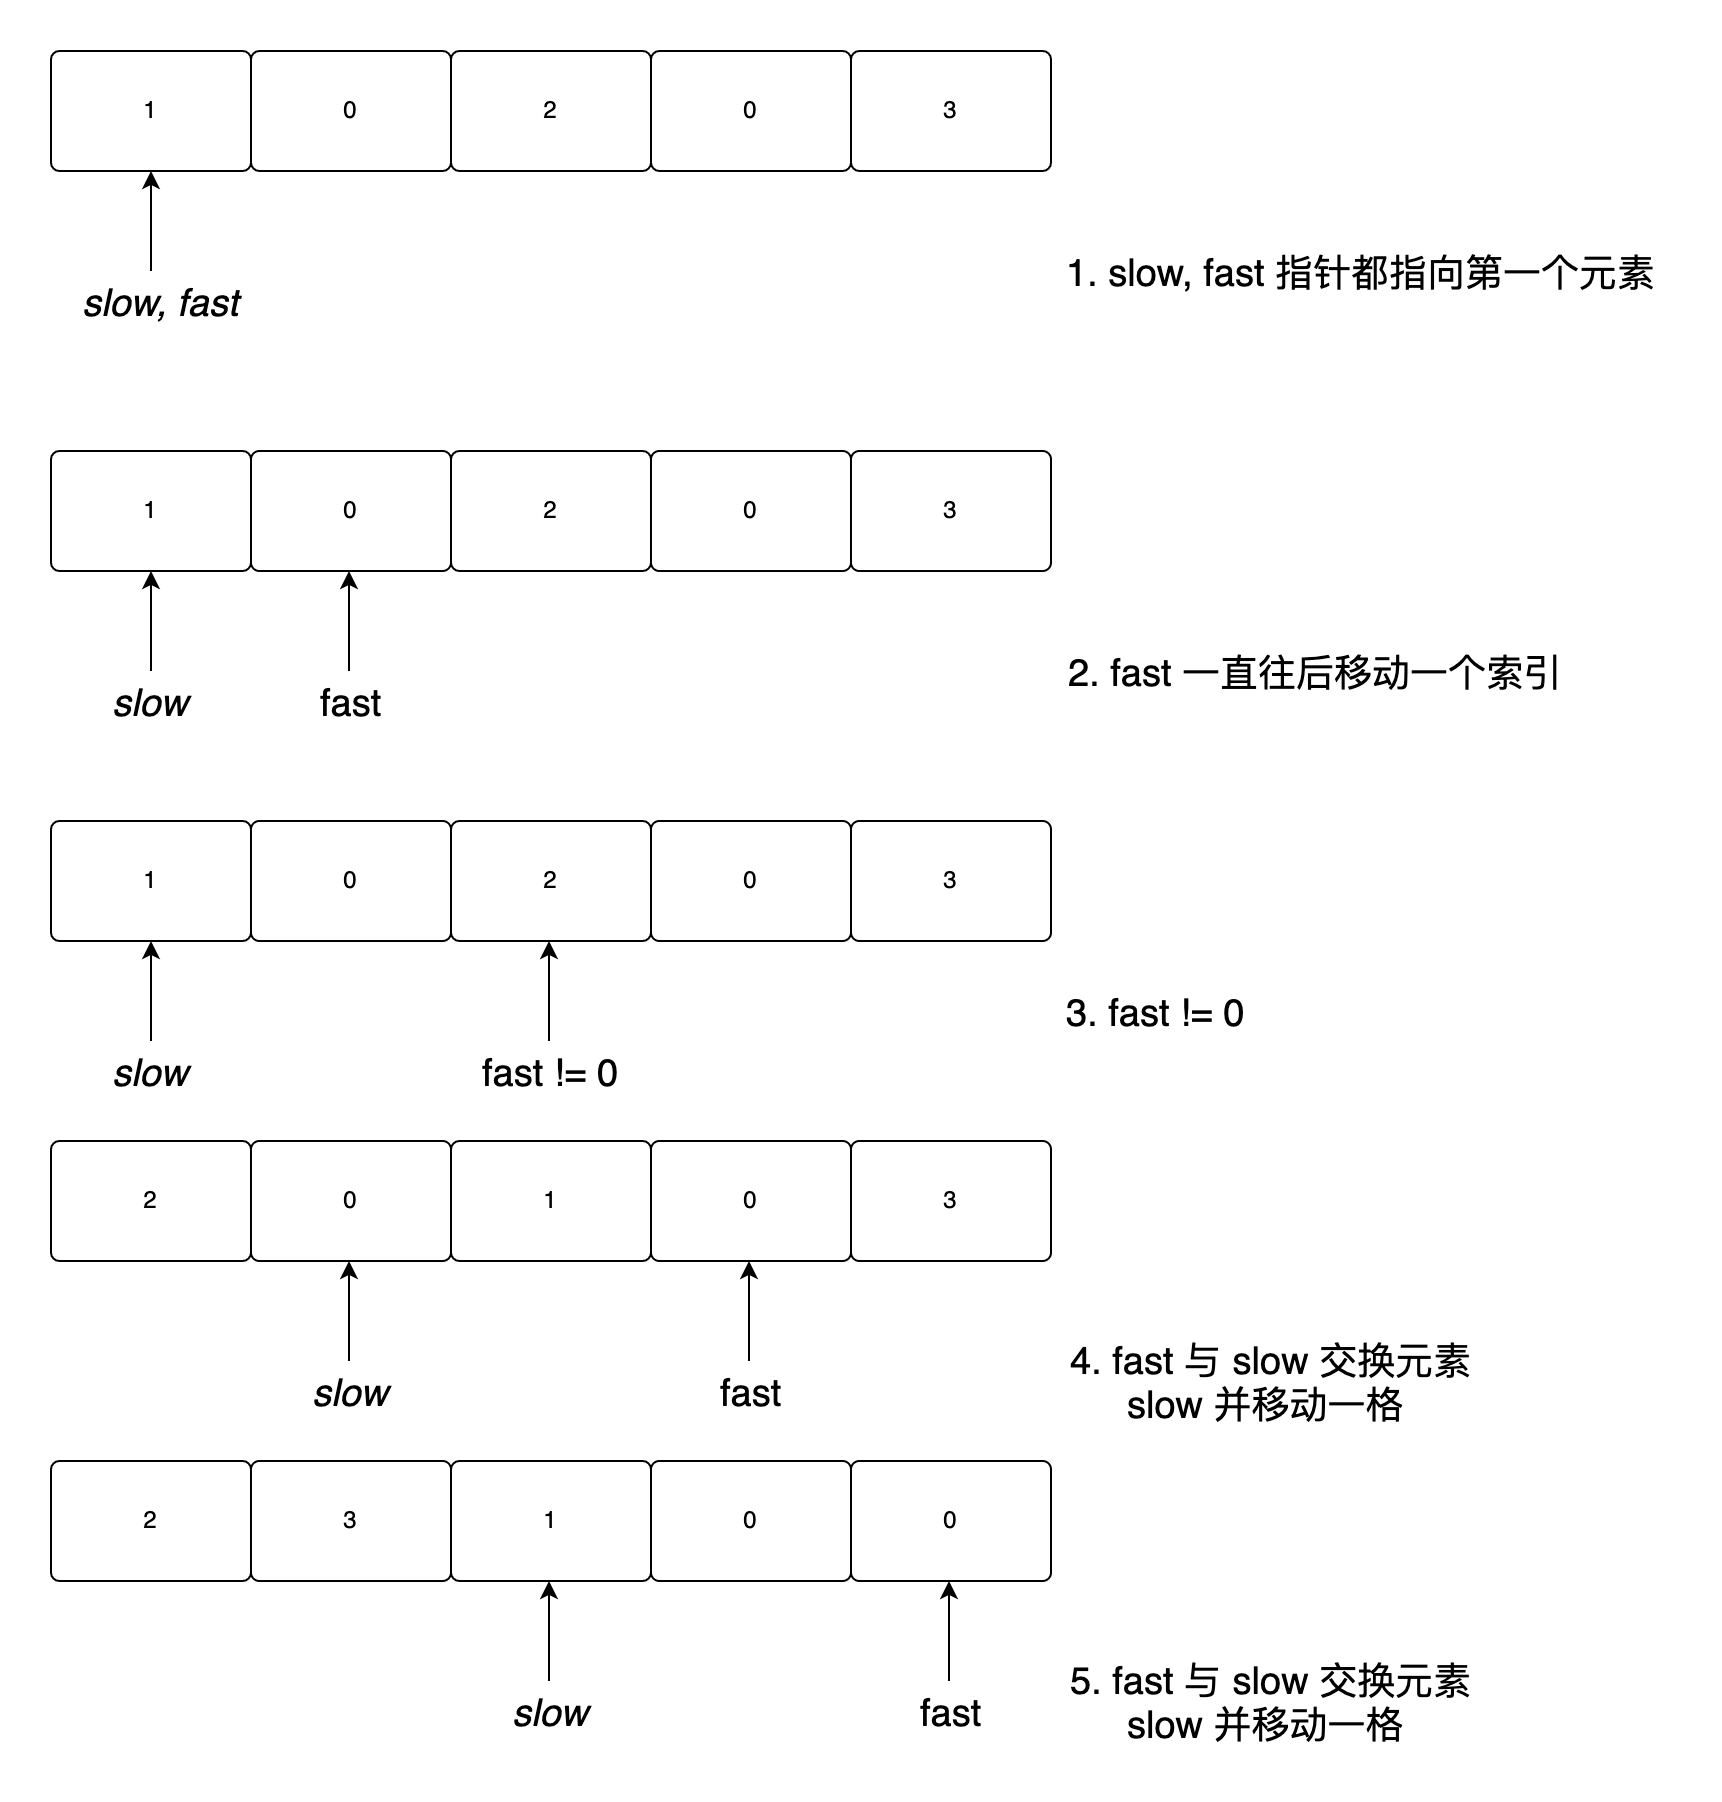 1 0 2 0 3
slow, fast
1. slow, fast 指针都指向第一个元素
1 0 2 0 3
slow fast
2. fast 一直往后移动一个索引
1 0 2 0 3
slow fast != 0
3. fast != 0
2 0 1 0 3
slow fast
4. fast 与 slow 交换元素
slow 并移动一格
2 3 1 0 0
slow fast
5. fast 与 slow 交换元素
slow 并移动一格